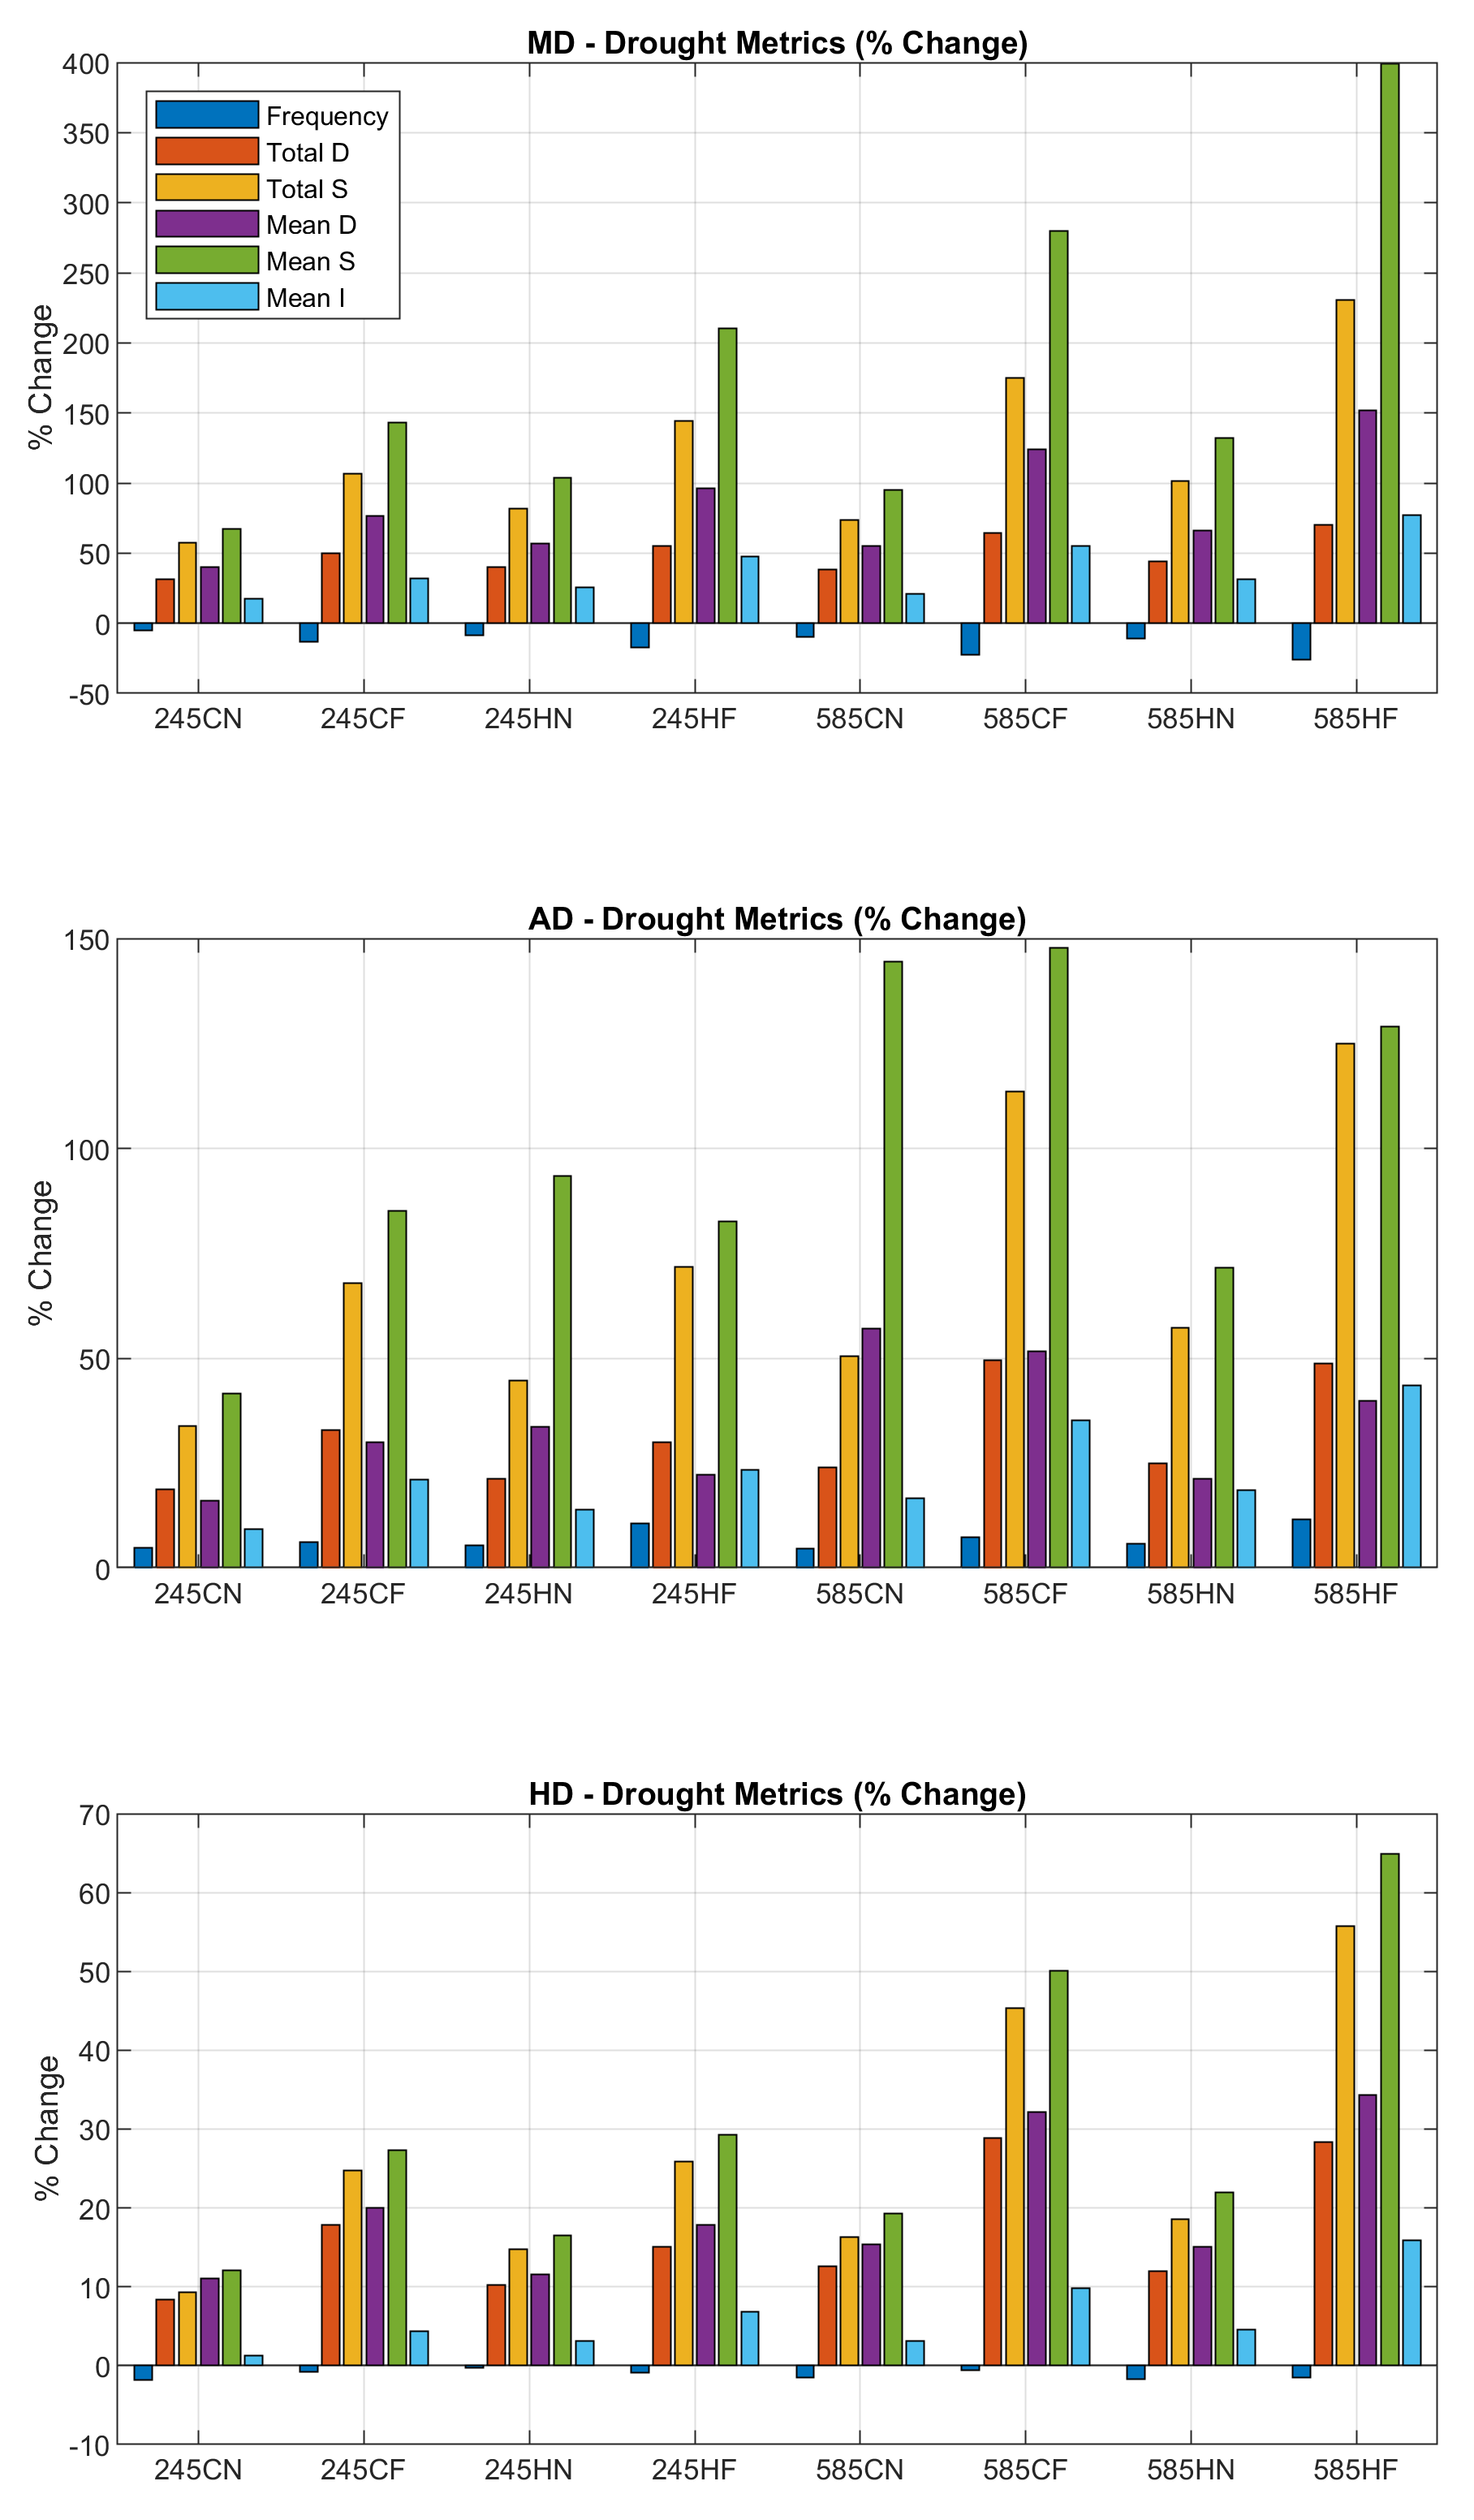 MD - Drought Metrics (% Change)
400
350
300
250
200
150
100
50
0
-50
% Change
Frequency
Total D
Total S
Mean D
Mean S
Mean I
245CN 245CF 245HN 245HF 585CN 585CF 585HN 585HF
AD - Drought Metrics (% Change)
150
100
50
0
% Change
245CN 245CF 245HN 245HF 585CN 585CF 585HN 585HF
HD - Drought Metrics (% Change)
70
60
50
40
30
20
10
0
-10
% Change
245CN 245CF 245HN 245HF 585CN 585CF 585HN 585HF